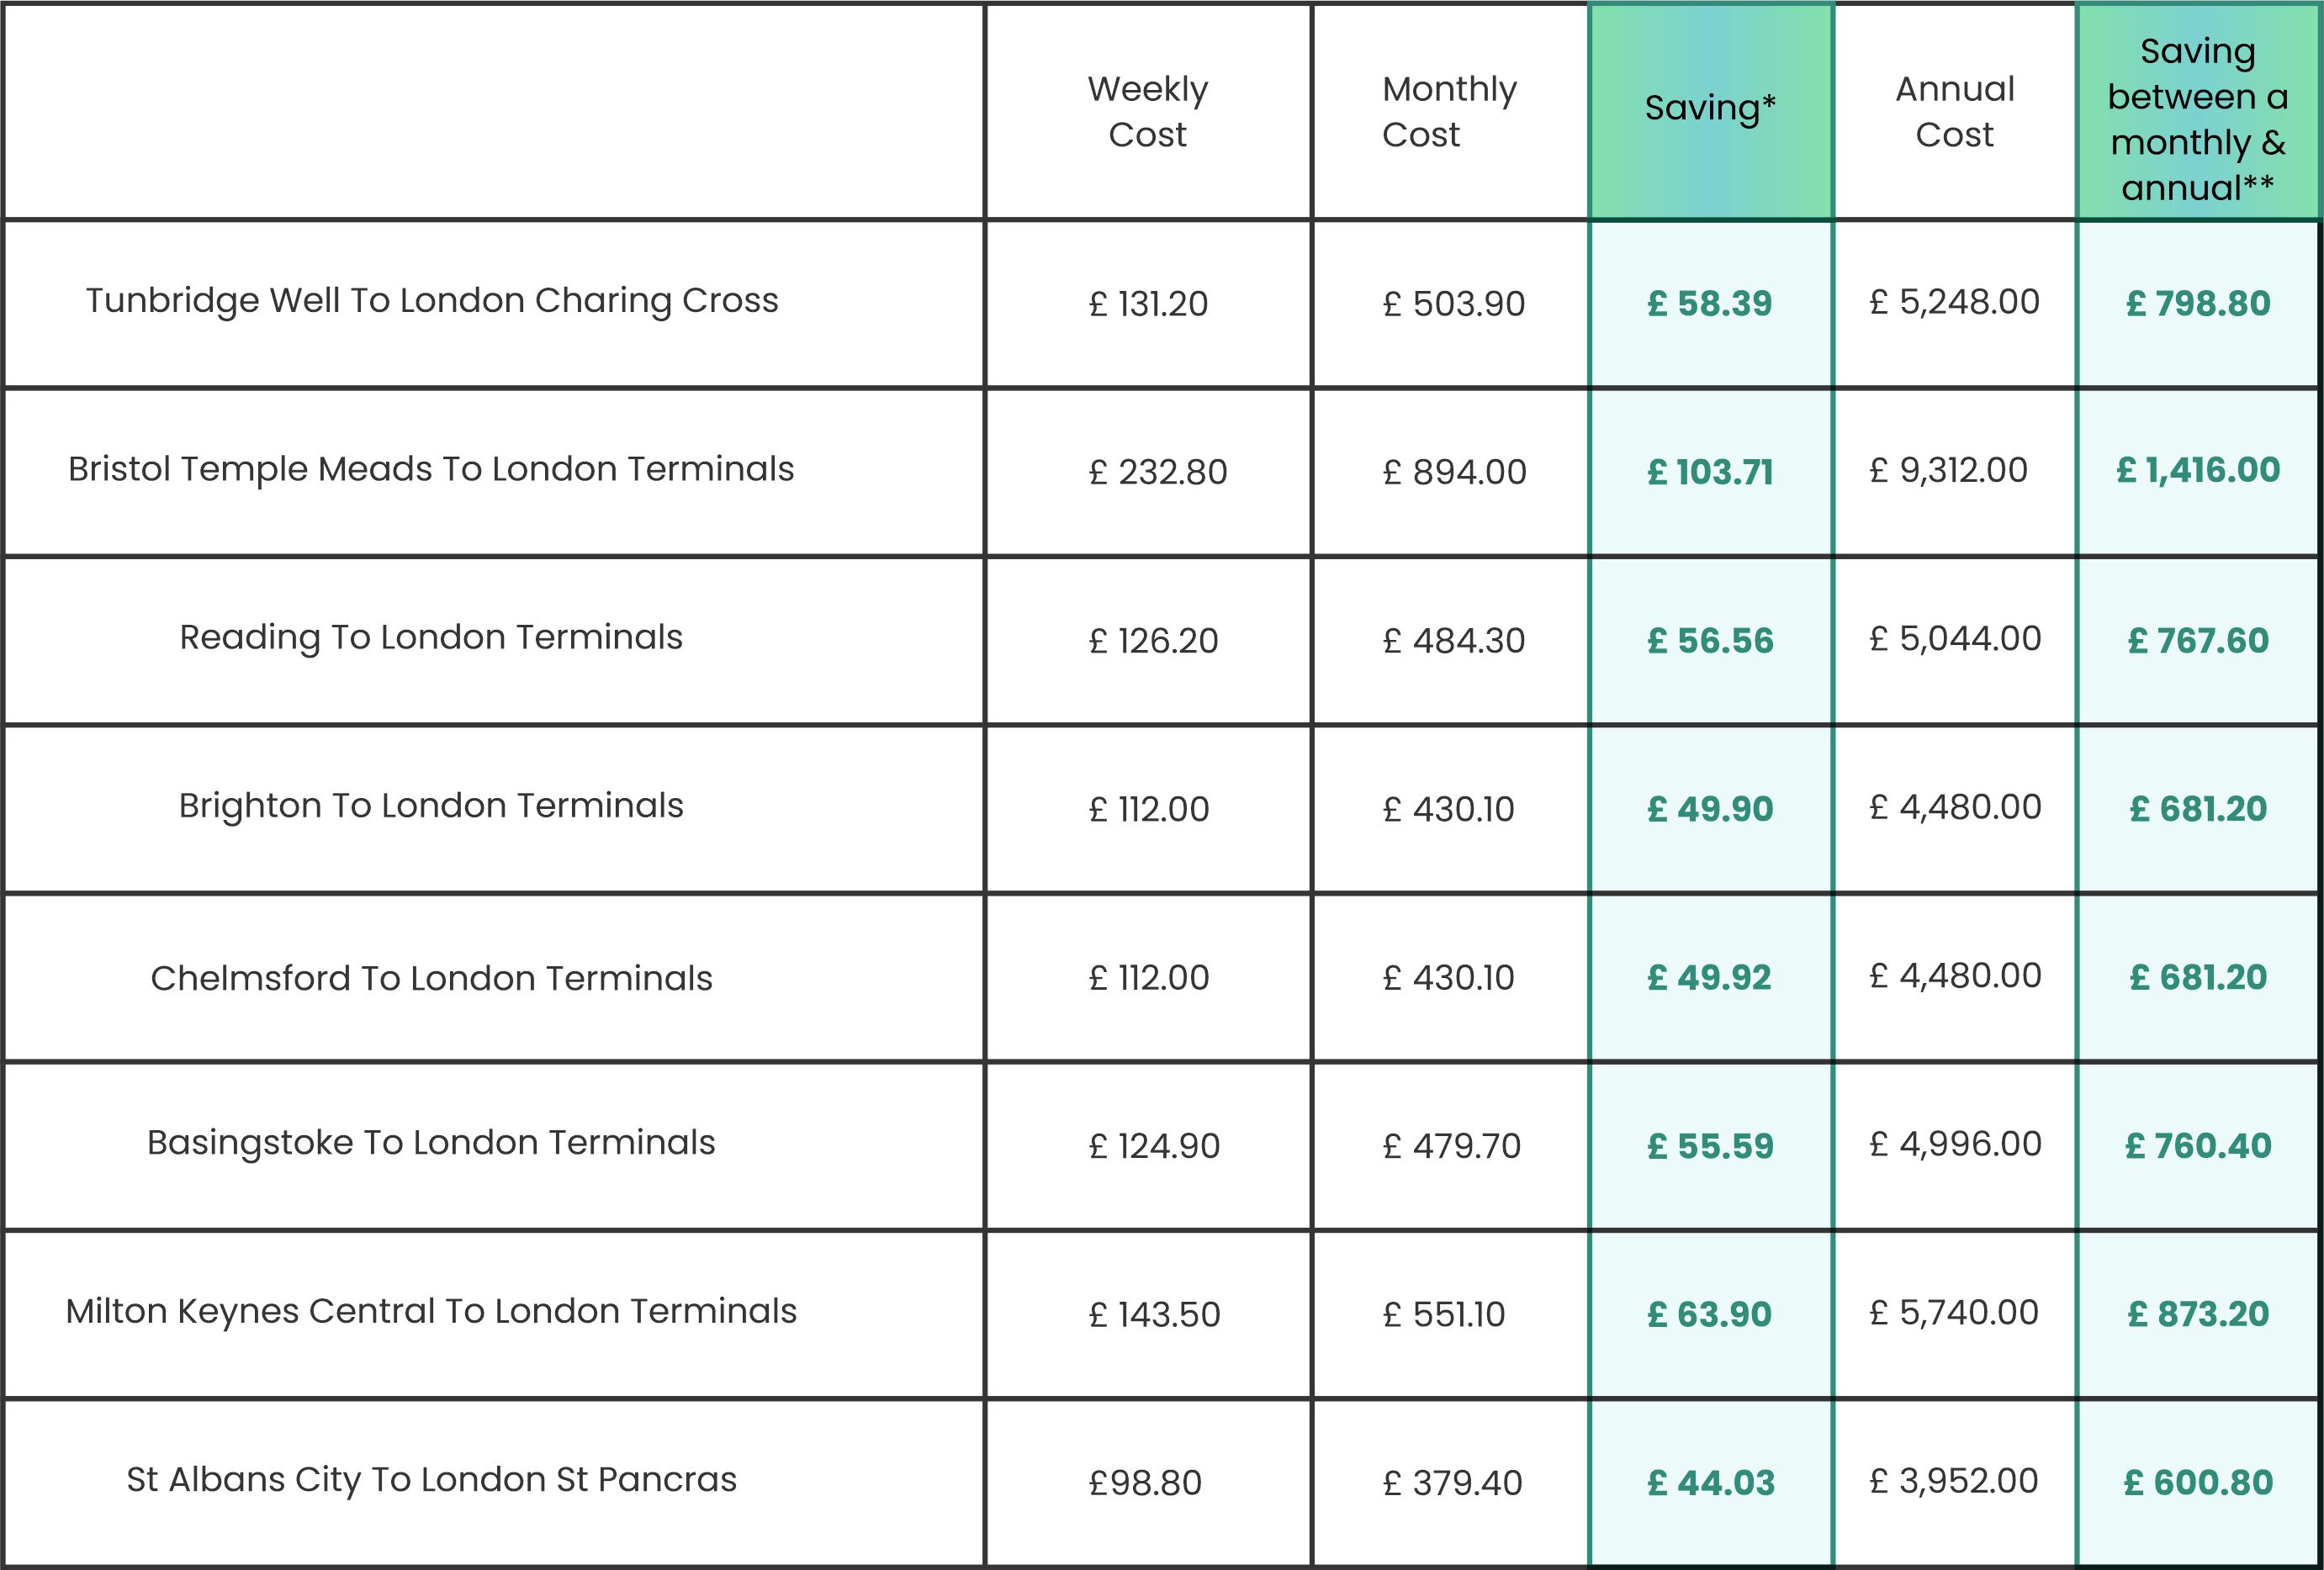 Weekly
Cost
Monthly
Cost
Saving*
Annual
Cost
Saving
between a
monthly &
annual**
Tunbridge Well To London Charing Cross £ 131.20 £ 503.90 £ 58.39 £ 5,248.00 £ 798.80
Bristol Temple Meads To London Terminals £ 232.80 £ 894.00 £ 103.71 £ 9,312.00 £ 1,416.00
Reading To London Terminals £ 126.20 £ 484.30 £ 56.56 £ 5,044.00 £ 767.60
Brighton To London Terminals £ 112.00 £ 430.10 £ 49.90 £ 4,480.00 £ 681.20
Chelmsford To London Terminals £ 112.00 £ 430.10 £ 49.92 £ 4,480.00 £ 681.20
Basingstoke To London Terminals £ 124.90 £ 479.70 £ 55.59 £ 4,996.00 £ 760.40
Milton Keynes Central To London Terminals £ 143.50 £ 551.10 £ 63.90 £ 5,740.00 £ 873.20
St Albans City To London St Pancras £98.80 £ 379.40 £ 44.03 £ 3,952.00 £ 600.80